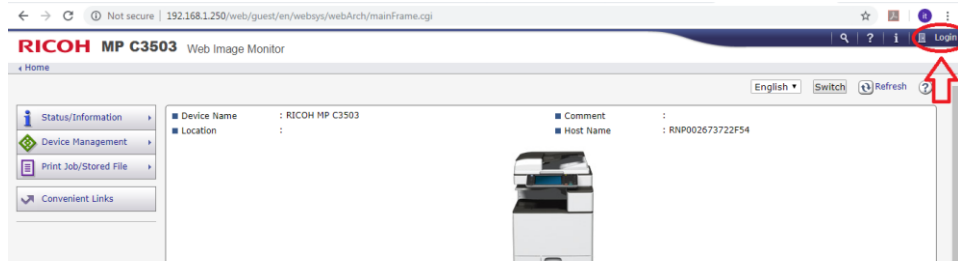 Not secure | 192.168.1.250/web/guest/en/websys/webArch/mainFrame.cgi
RICOH MP C3503 Web Image Monitor
? i Login
Home
English Switch Refresh ?
Status/Information
Device Management
Print Job/Stored File
Convenient Links
Device Name : RICOH MP C3503
Comment :
Location :
Host Name : RNP002673722F54